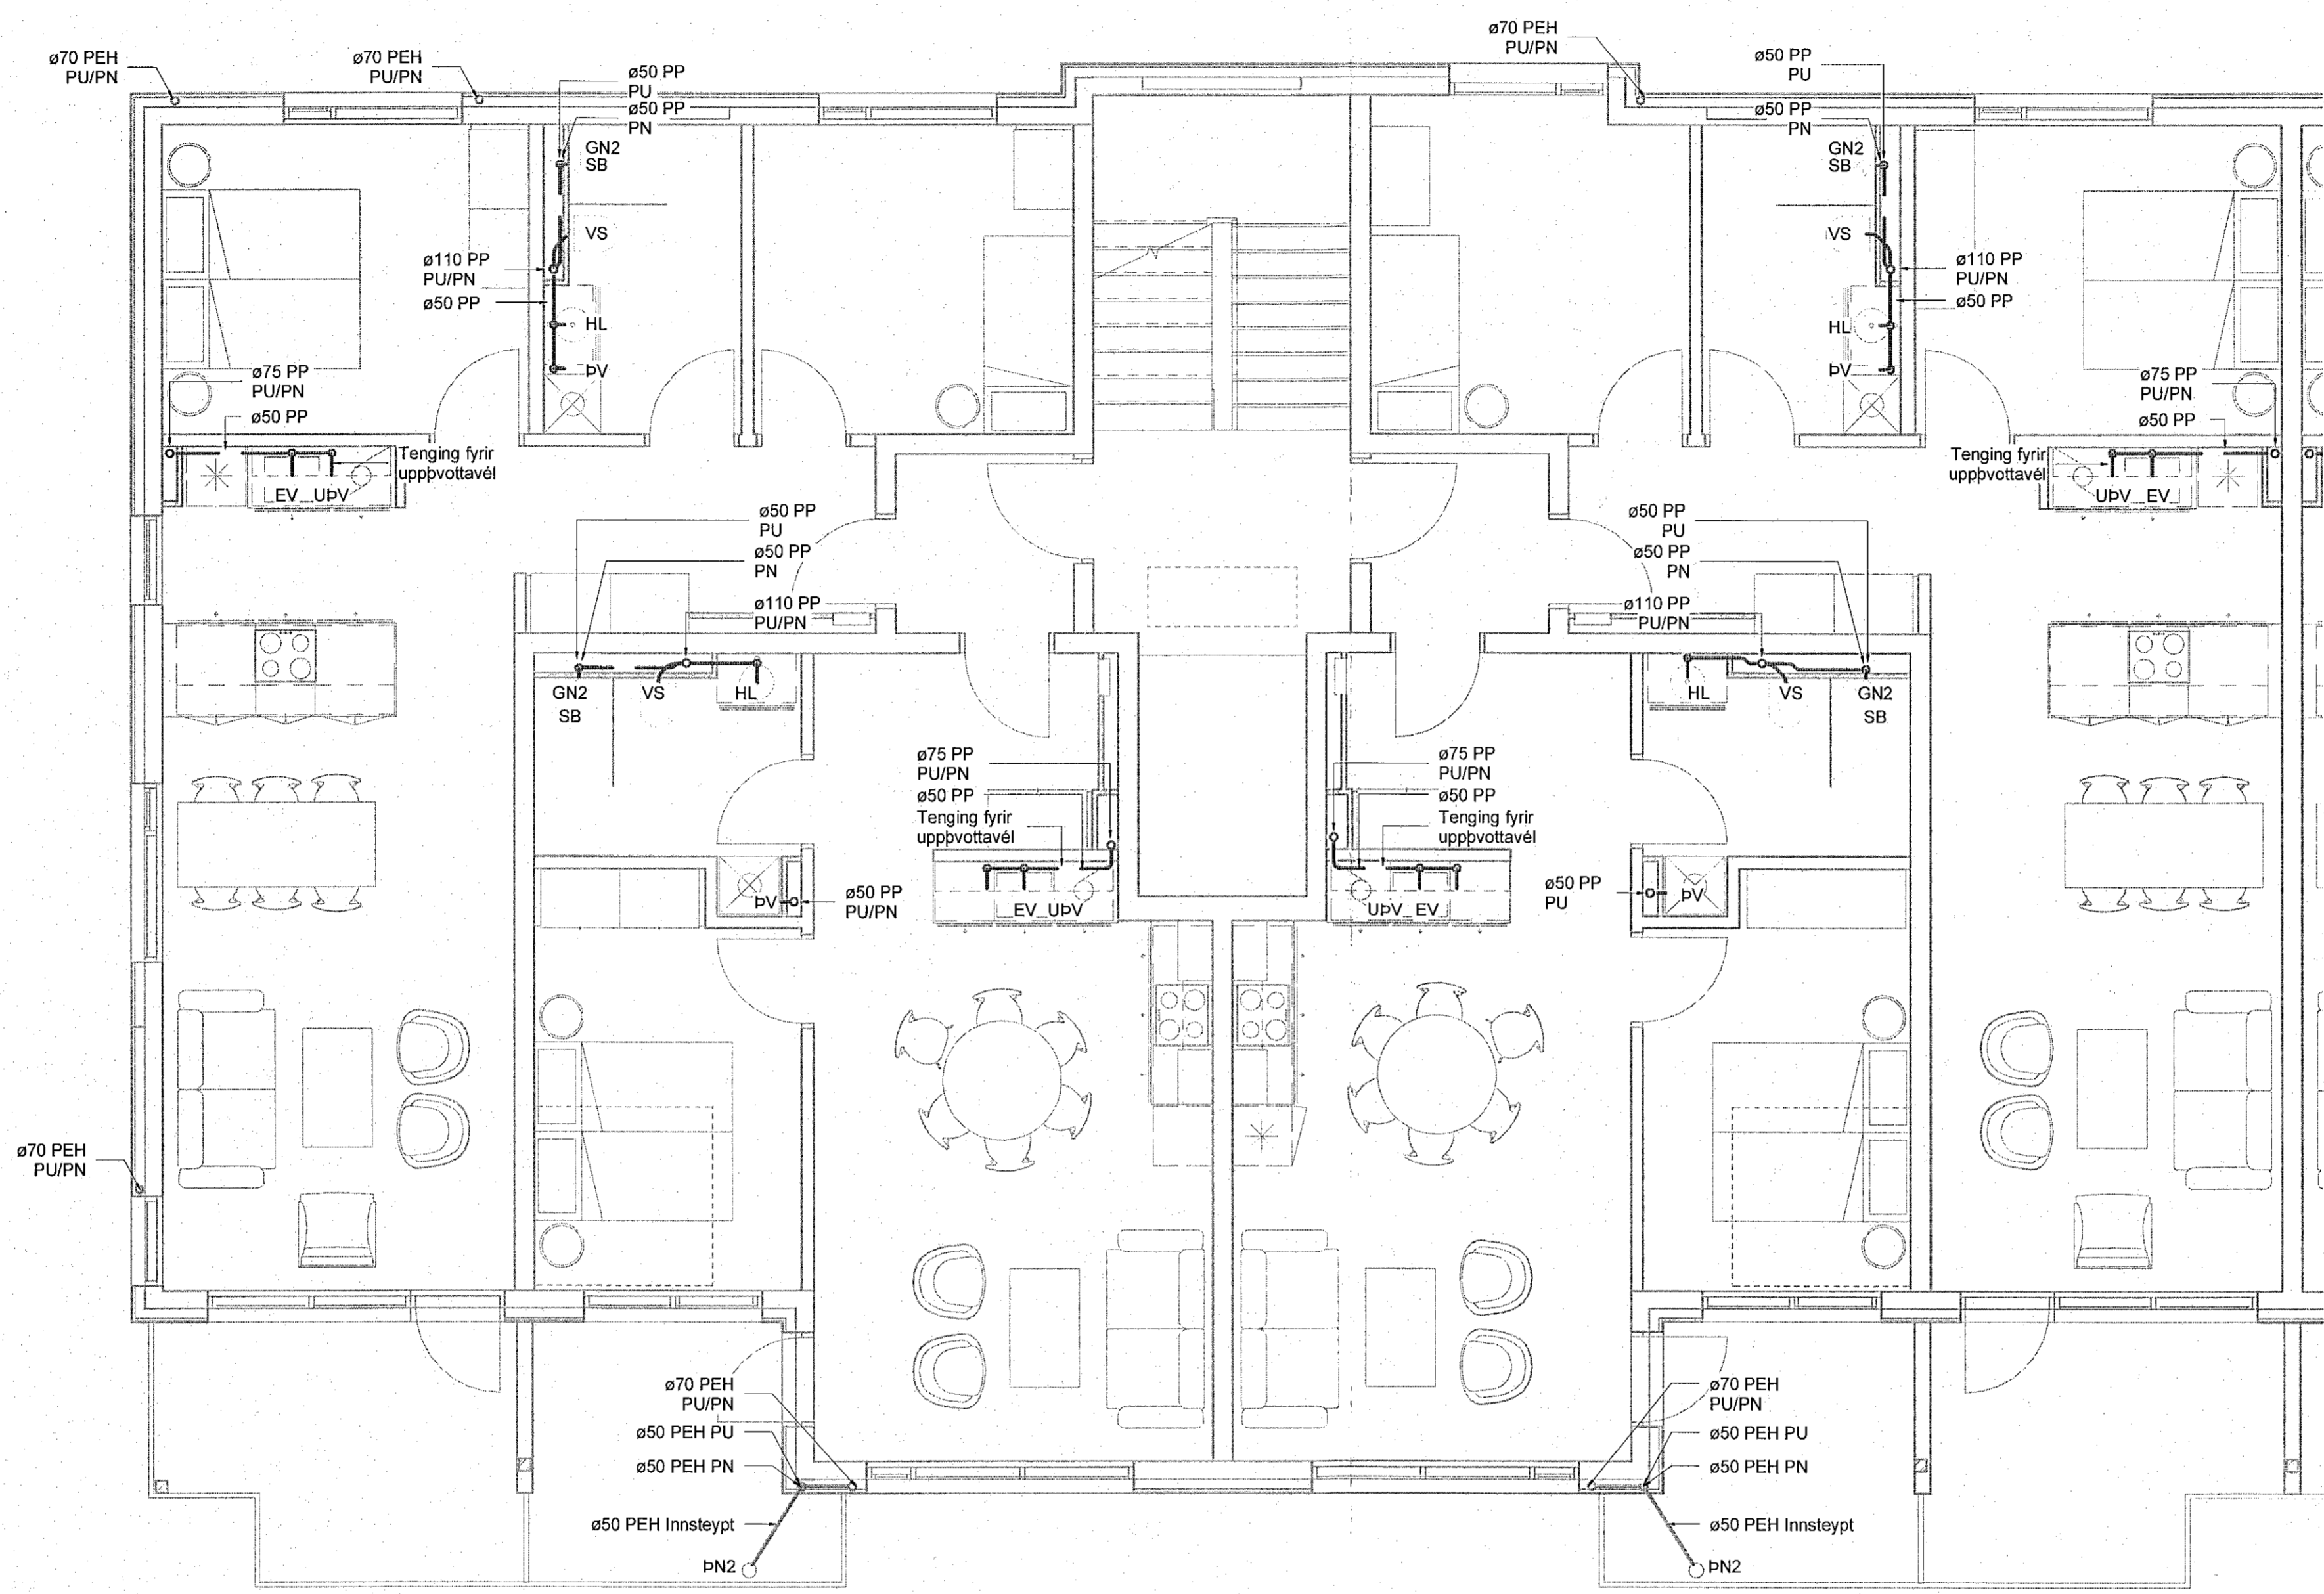 ø70 PEH
PU/PN
ø70 PEH
PU/PN
ø50 PP
PU
ø50 PP
PN
GN2
SB
VS
ø110 PP
PU/PN
ø50 PP
HL
ÞV
ø70 PEH
PU/PN
ø50 PP
PU
ø50 PP
PN
GN2
SB
VS
ø110 PP
PU/PN
ø50 PP
HL
ÞV
ø75 PP
PU/PN
ø50 PP
Tenging fyrir
uppþvottavél
EV UÞV
ø75 PP
PU/PN
ø50 PP
Tenging fyrir
uppþvottavél
UÞV EV
ø50 PP
PU
ø50 PP
PN
ø110 PP
PU/PN
GN2
SB
VS
HL
ø50 PP
PU
ø50 PP
PN
ø110 PP
PU/PN
HL
VS
GN2
SB
ø75 PP
PU/PN
ø50 PP
Tenging fyrir
uppþvottavél
EV UÞV
ø75 PP
PU/PN
ø50 PP
Tenging fyrir
uppþvottavél
UÞV EV
ÞV
ø50 PP
PU/PN
ø50 PP
PU
ÞV
ø70 PEH
PU/PN
ø70 PEH
PU/PN
ø50 PEH PU
ø50 PEH PN
ø50 PEH Innsteypt
ÞN2
ø70 PEH
PU/PN
ø50 PEH PU
ø50 PEH PN
ø50 PEH Innsteypt
ÞN2